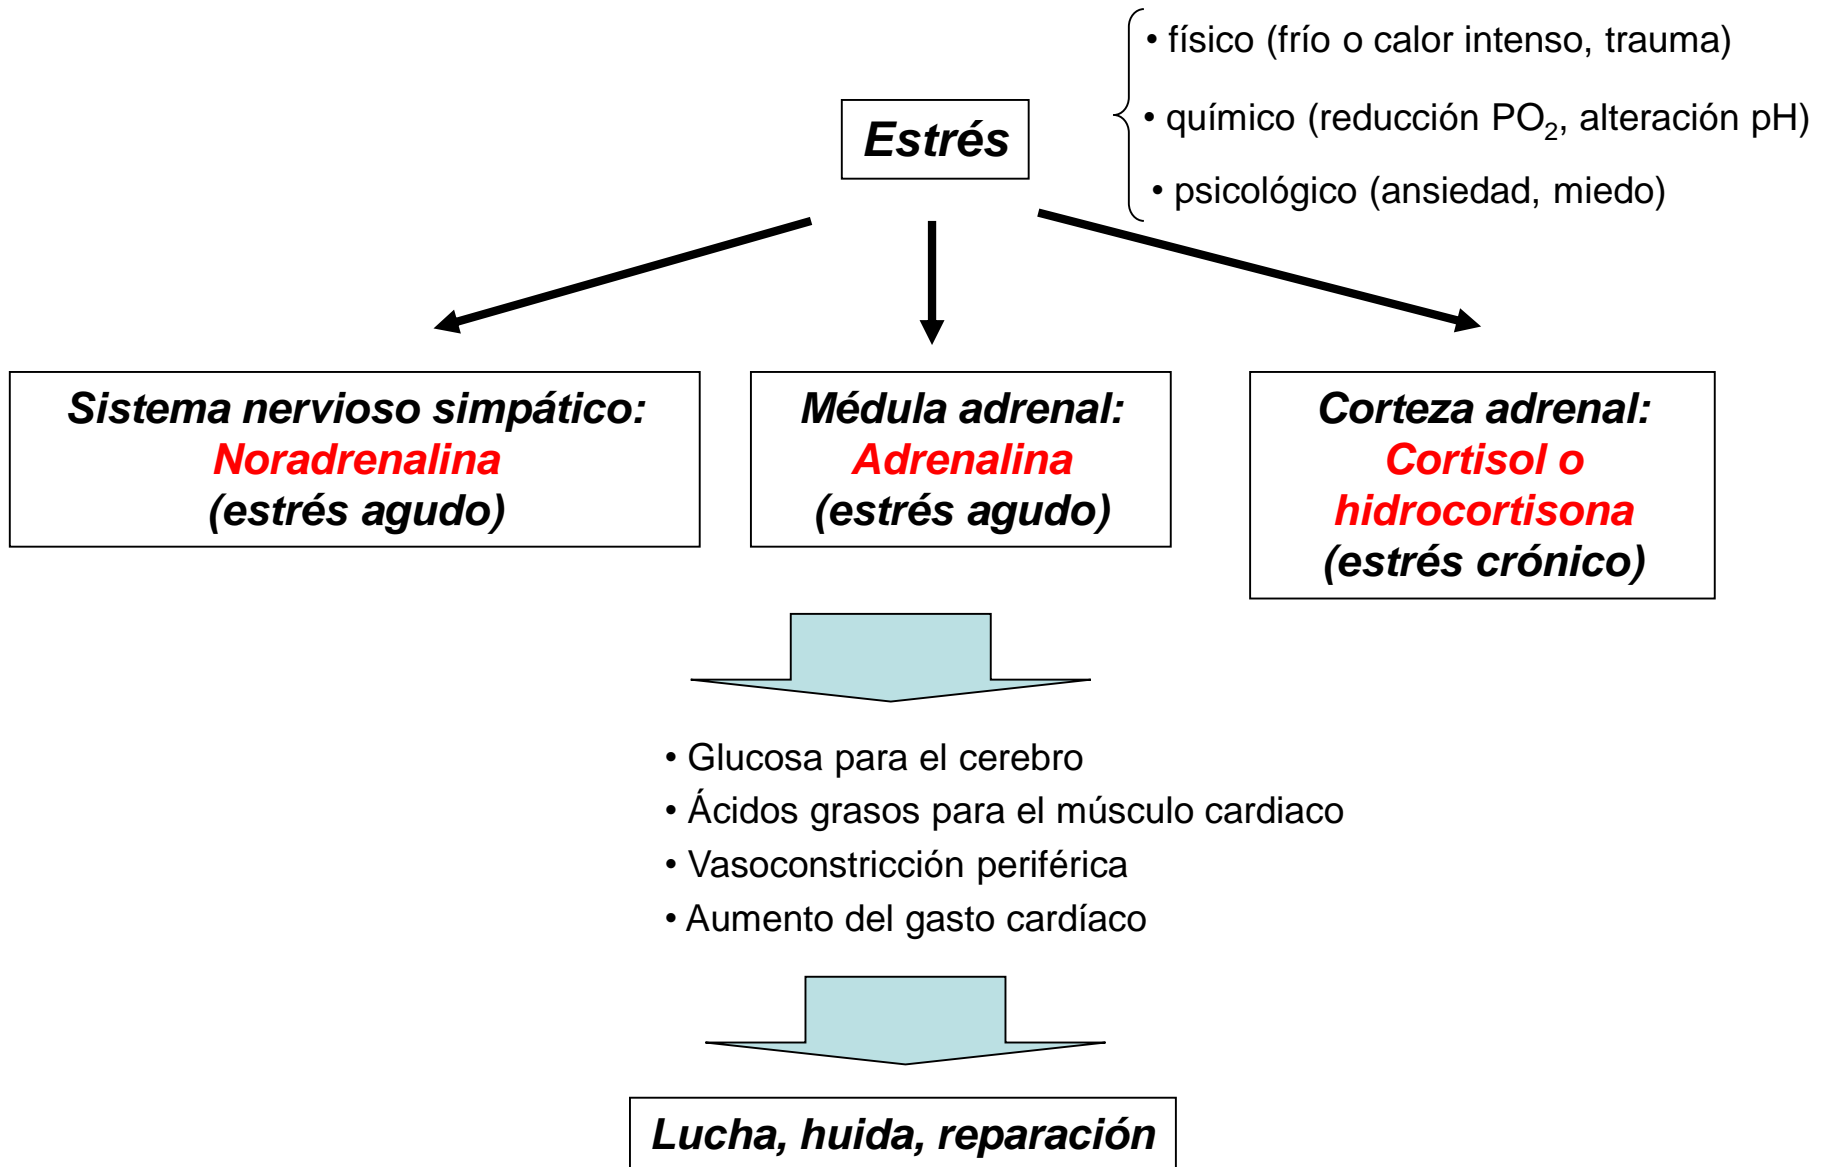 • físico (frío o calor intenso, trauma)
Estrés
• químico (reducción PO₂, alteración pH)
• psicológico (ansiedad, miedo)
Sistema nervioso simpático:
Noradrenalina
(estrés agudo)
Médula adrenal:
Adrenalina
(estrés agudo)
Corteza adrenal:
Cortisol o
hidrocortisona
(estrés crónico)
• Glucosa para el cerebro
• Ácidos grasos para el músculo cardiaco
• Vasoconstricción periférica
• Aumento del gasto cardíaco
Lucha, huida, reparación